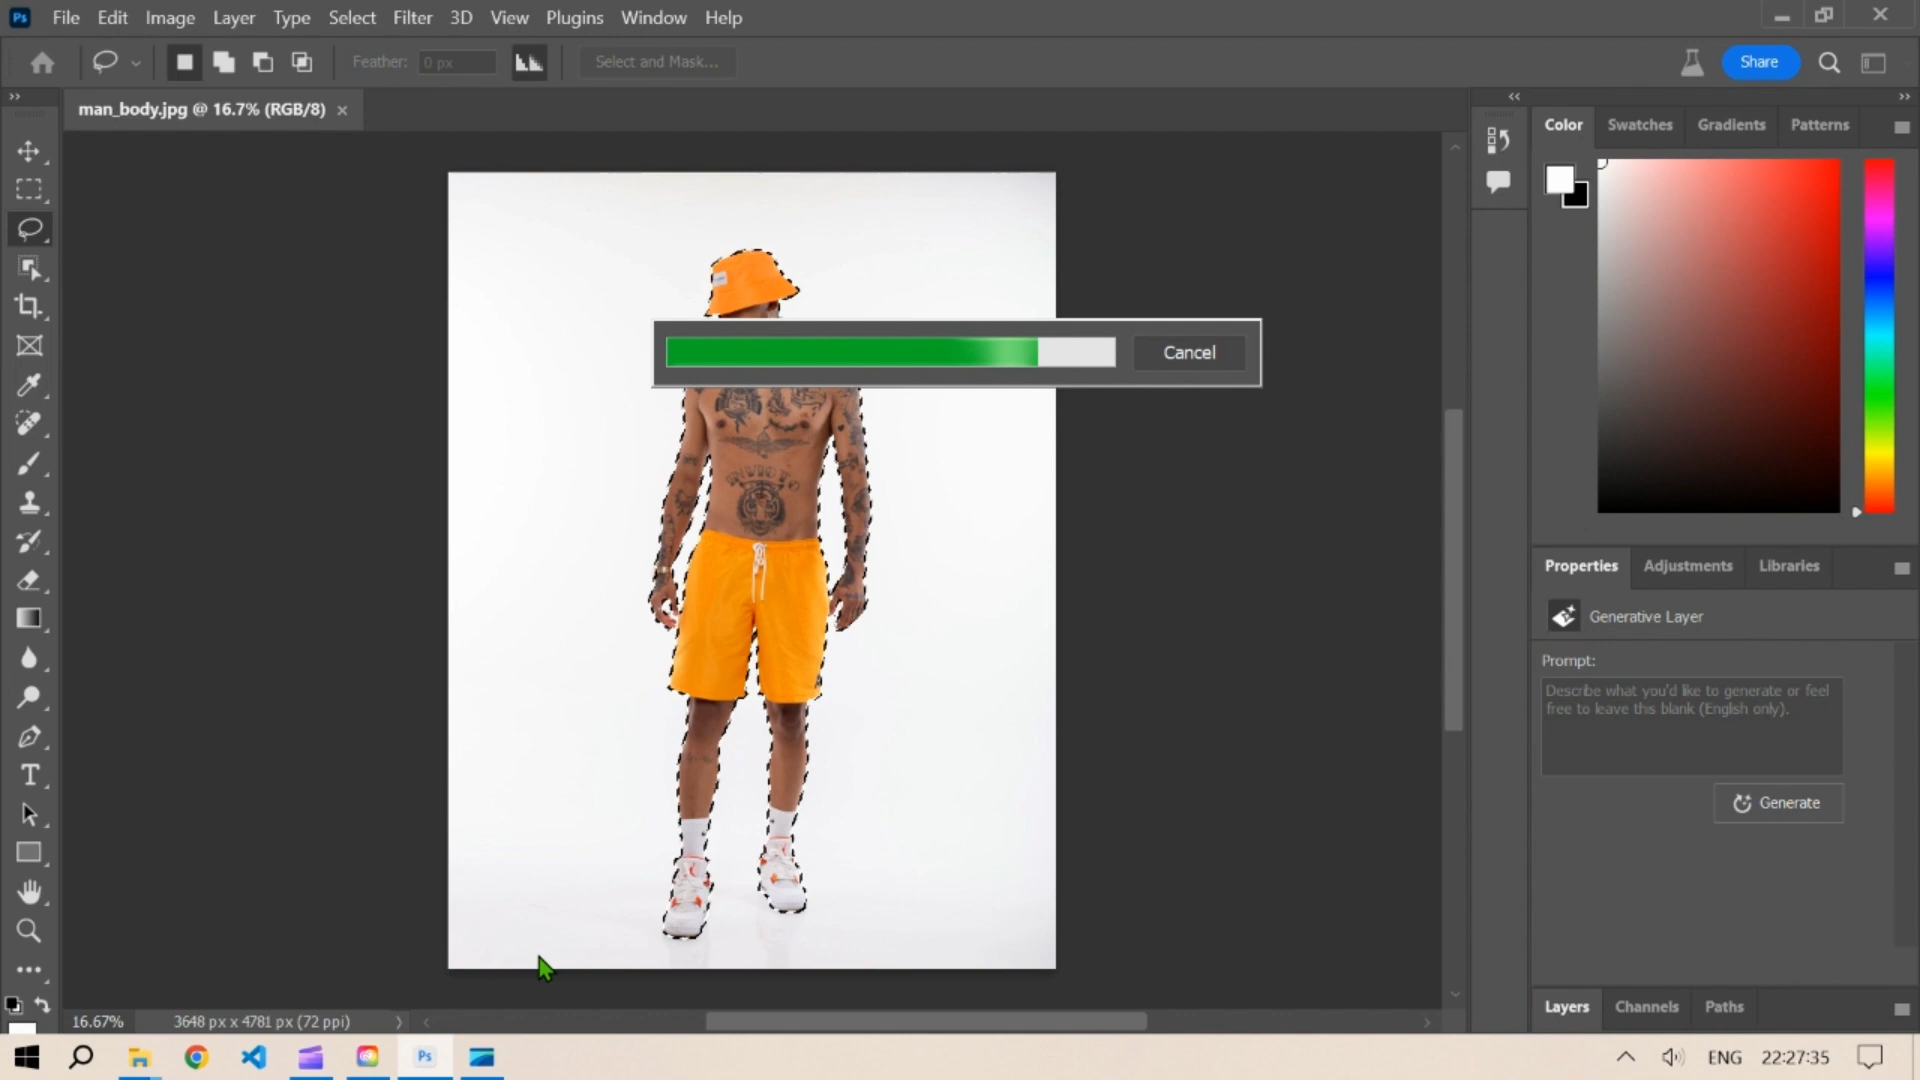 Ps File Edit Image Layer Type Select Filter 3D View Plugins Window Help
Feather: 0 px Select and Mask... Share
man_body.jpg @ 16.7% (RGB/8)
Color Swatches Gradients Patterns
Cancel
Properties Adjustments Libraries
Generative Layer
Prompt:
Describe what you'd like to generate or feel
free to leave this blank (English only).
Generate
Layers Channels Paths
16.67% 3648 px x 4781 px (72 ppi)
Ps ENG 22:27:35